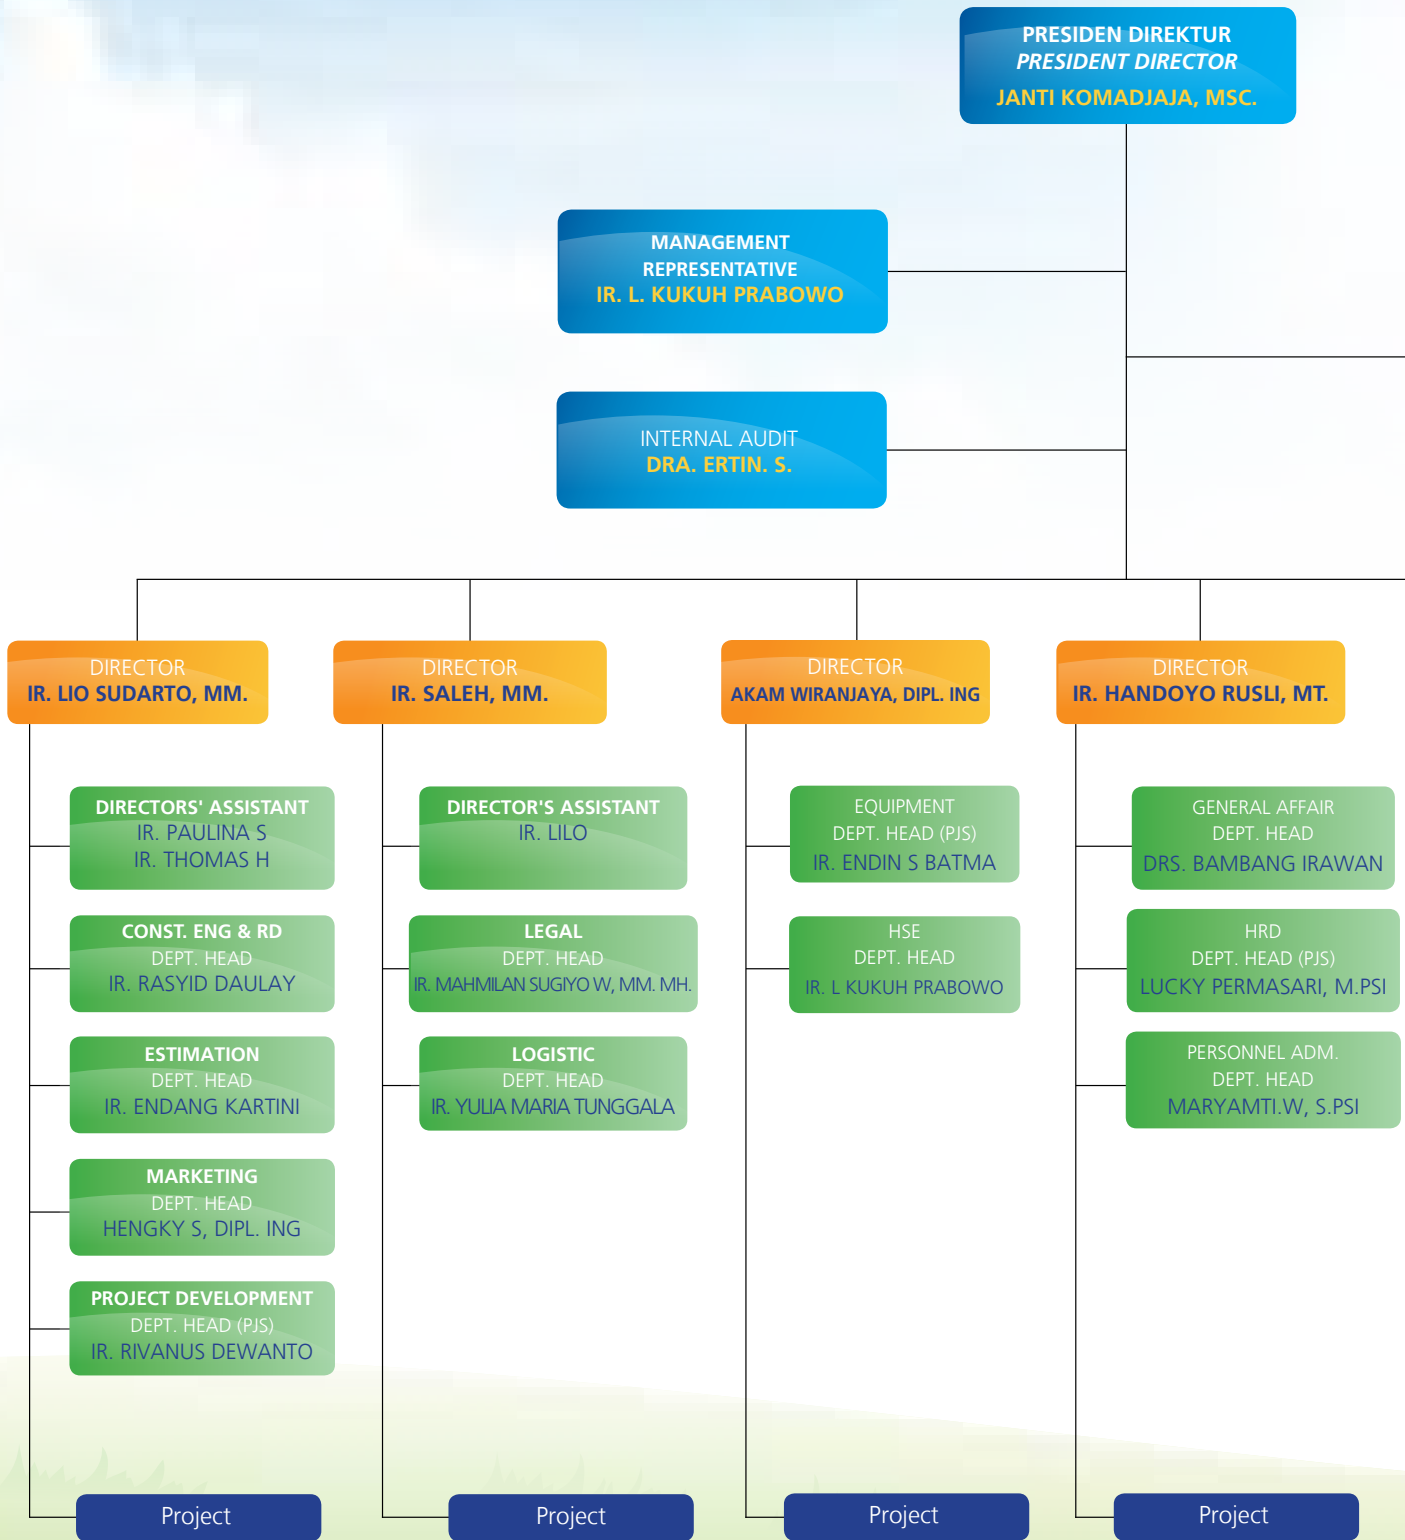 PRESIDEN DIREKTUR
PRESIDENT DIRECTOR
JANTI KOMADJAJA, MSC.
MANAGEMENT
REPRESENTATIVE
IR. L. KUKUH PRABOWO
INTERNAL AUDIT
DRA. ERTIN. S.
DIRECTOR
IR. LIO SUDARTO, MM.
DIRECTORS' ASSISTANT
IR. PAULINA S
IR. THOMAS H
CONST. ENG & RD
DEPT. HEAD
IR. RASYID DAULAY
ESTIMATION
DEPT. HEAD
IR. ENDANG KARTINI
MARKETING
DEPT. HEAD
HENGKY S, DIPL. ING
PROJECT DEVELOPMENT
DEPT. HEAD (PJS)
IR. RIVANUS DEWANTO
Project
DIRECTOR
IR. SALEH, MM.
DIRECTOR'S ASSISTANT
IR. LILO
LEGAL
DEPT. HEAD
IR. MAHMILAN SUGIYO W, MM. MH.
LOGISTIC
DEPT. HEAD
IR. YULIA MARIA TUNGGALA
Project
DIRECTOR
AKAM WIRANJAYA, DIPL. ING
EQUIPMENT
DEPT. HEAD (PJS)
IR. ENDIN S BATMA
HSE
DEPT. HEAD
IR. L KUKUH PRABOWO
Project
DIRECTOR
IR. HANDOYO RUSLI, MT.
GENERAL AFFAIR
DEPT. HEAD
DRS. BAMBANG IRAWAN
HRD
DEPT. HEAD (PJS)
LUCKY PERMASARI, M.PSI
PERSONNEL ADM.
DEPT. HEAD
MARYAMTI.W, S.PSI
Project